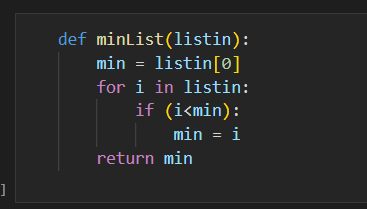 def minList(listin):
    min = listin[0]
    for i in listin:
        if (i<min):
            min = i
    return min
]